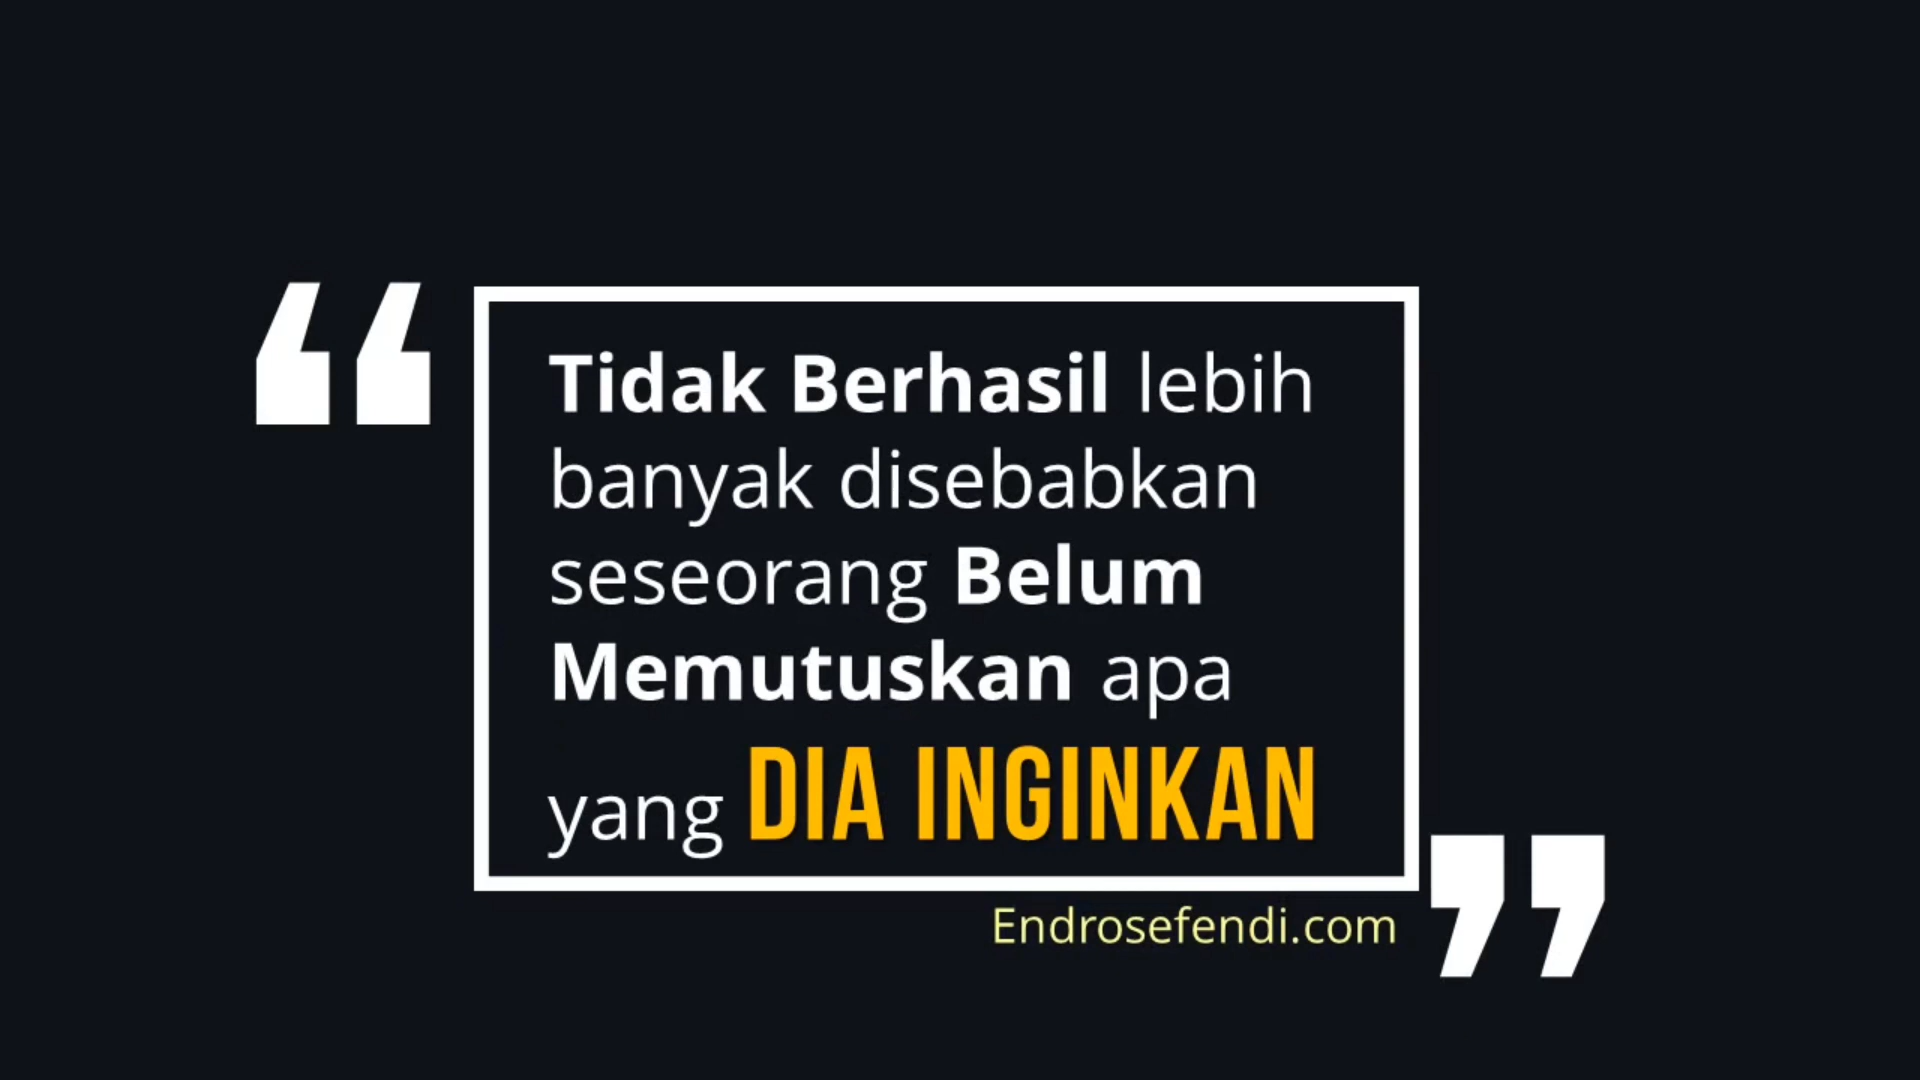 “
Tidak Berhasil lebih
banyak disebabkan
seseorang Belum
Memutuskan apa
yang DIA INGINKAN
”
Endrosefendi.com